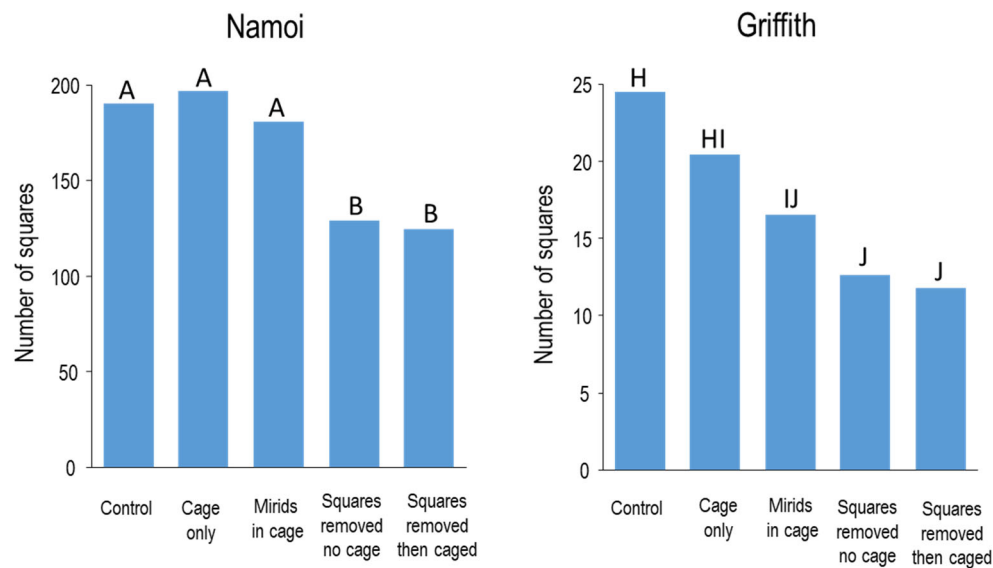 Namoi
Number of squares
200
150
100
50
0
A
A
A
B
B
Control
Cage
only
Mirids
in cage
Squares
removed
no cage
Squares
removed
then caged
Griffith
Number of squares
25
20
15
10
5
0
H
HI
IJ
J
J
Control
Cage
only
Mirids
in cage
Squares
removed
no cage
Squares
removed
then caged